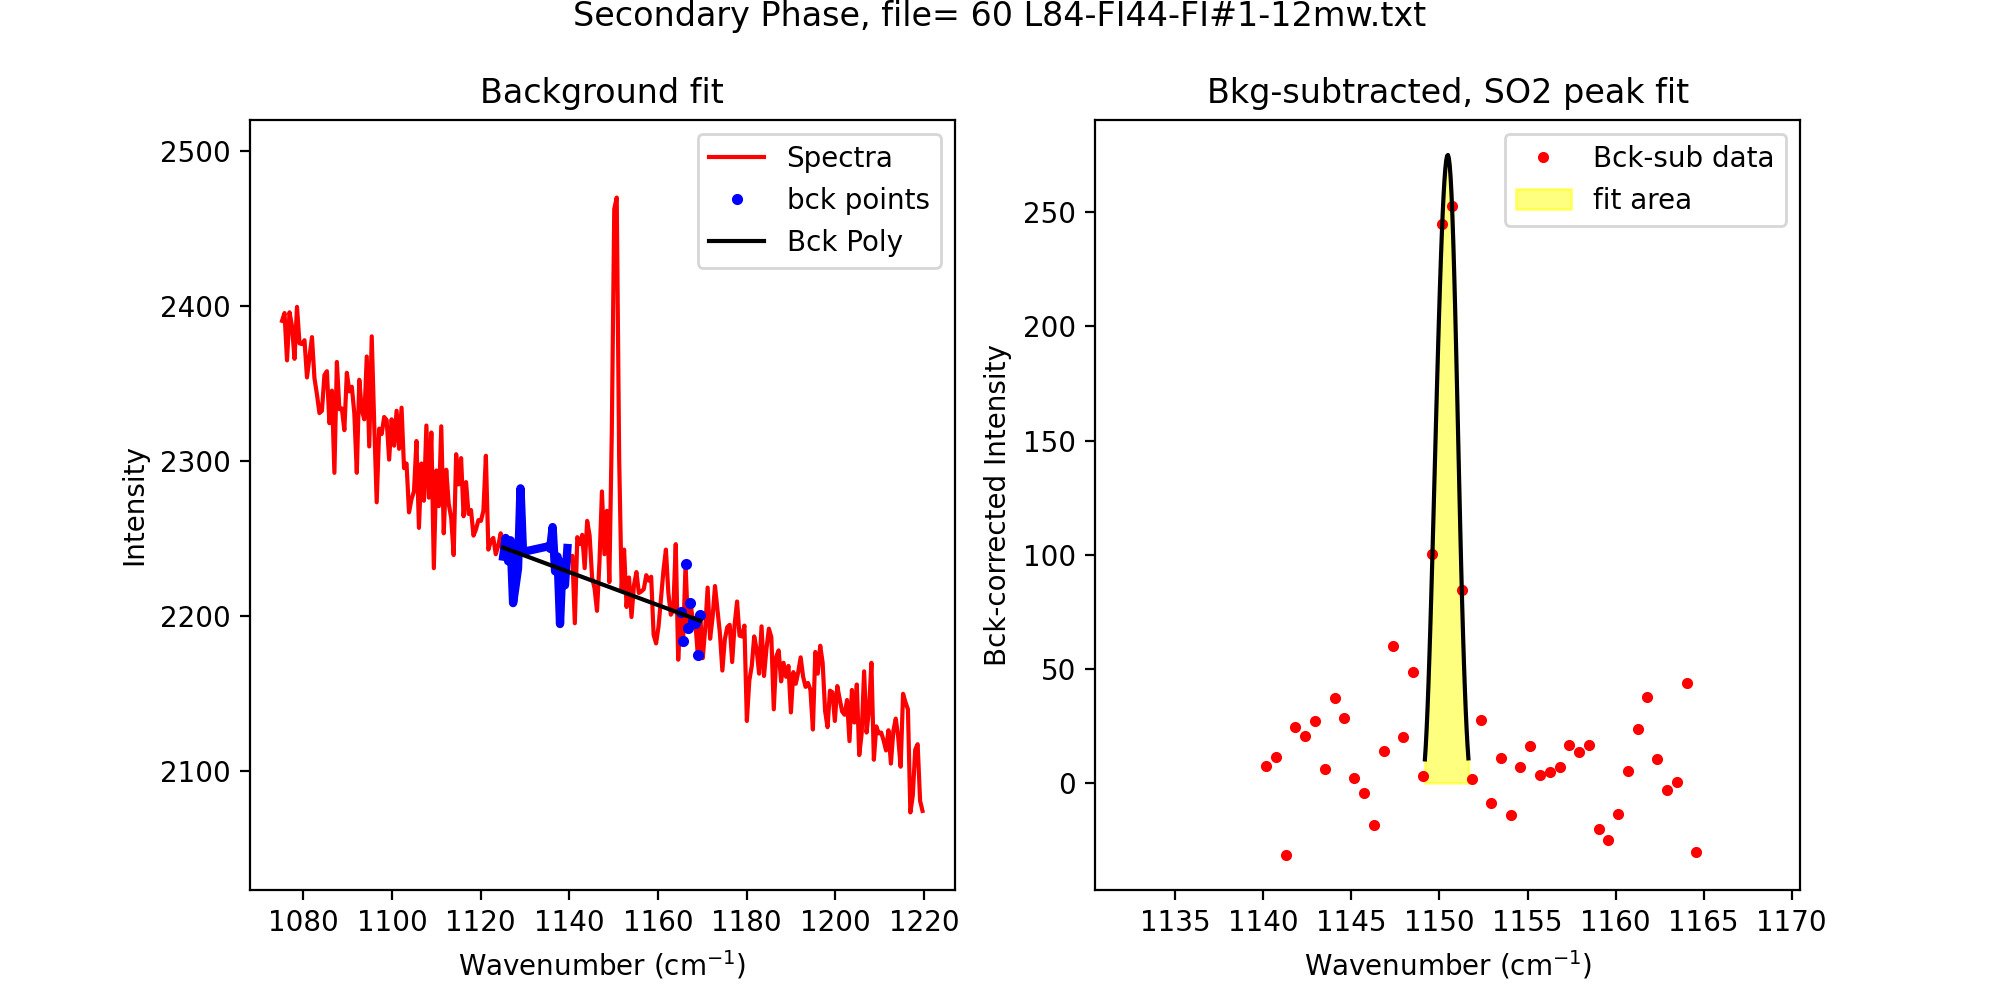 Secondary Phase, file= 60 L84-FI44-FI#1-12mw.txt
Background fit
2500
2400
2300
2200
2100
Intensity
Spectra
bck points
Bck Poly
1080 1100 1120 1140 1160 1180 1200 1220
Wavenumber (cm⁻¹)
Bkg-subtracted, SO2 peak fit
250
200
150
100
50
0
Bck-corrected Intensity
Bck-sub data
fit area
1135 1140 1145 1150 1155 1160 1165 1170
Wavenumber (cm⁻¹)